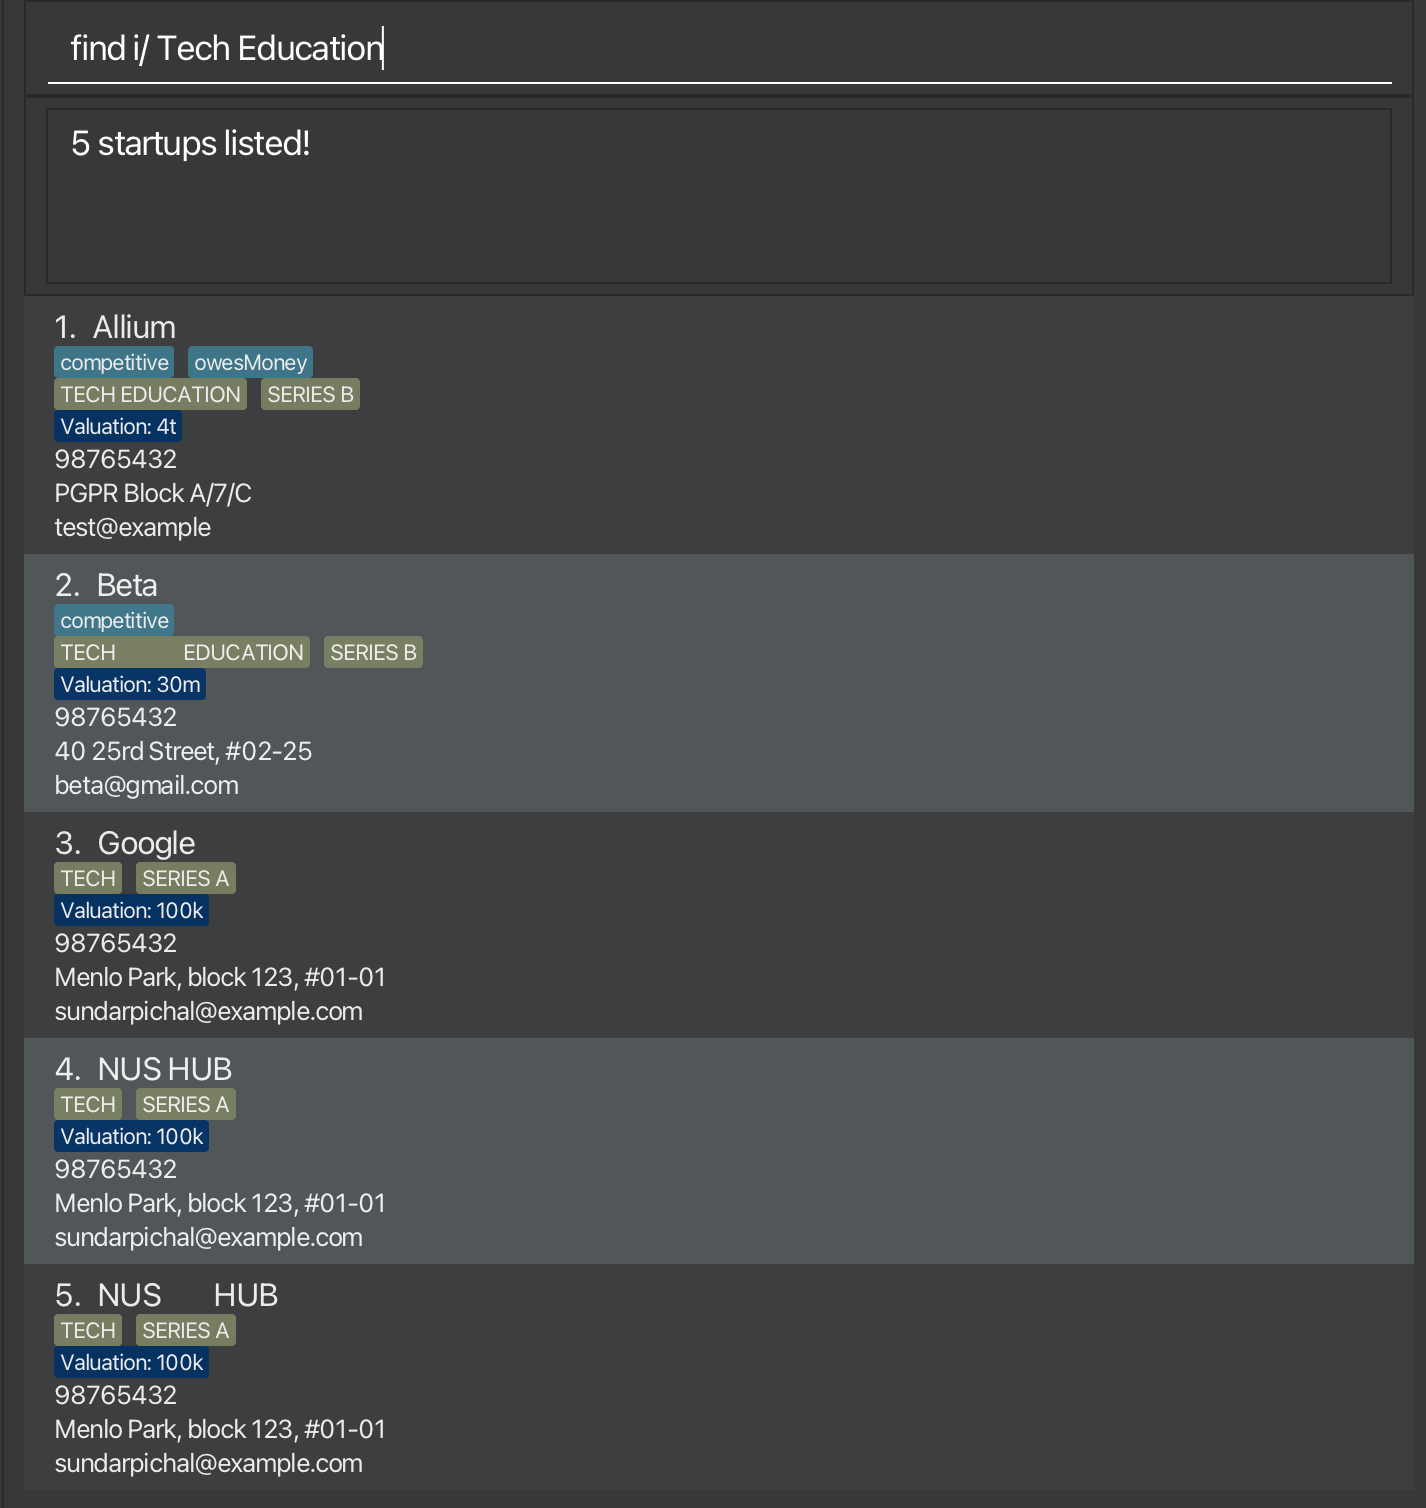 find i/ Tech Education
5 startups listed!
1. Allium
competitive owesMoney
TECH EDUCATION SERIES B
Valuation: 4t
98765432
PGPR Block A/7/C
test@example
2. Beta
competitive
TECH EDUCATION SERIES B
Valuation: 30m
98765432
40 25rd Street, #02-25
beta@gmail.com
3. Google
TECH SERIES A
Valuation: 100k
98765432
Menlo Park, block 123, #01-01
sundarpichal@example.com
4. NUS HUB
TECH SERIES A
Valuation: 100k
98765432
Menlo Park, block 123, #01-01
sundarpichal@example.com
5. NUS HUB
TECH SERIES A
Valuation: 100k
98765432
Menlo Park, block 123, #01-01
sundarpichal@example.com